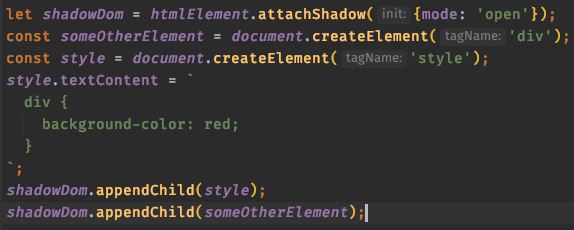 let shadowDom = htmlElement.attachShadow( init: {mode: 'open'});
const someOtherElement = document.createElement( tagName: 'div');
const style = document.createElement( tagName: 'style');
style.textContent = `
  div {
    background-color: red;
  }
`;
shadowDom.appendChild(style);
shadowDom.appendChild(someOtherElement);